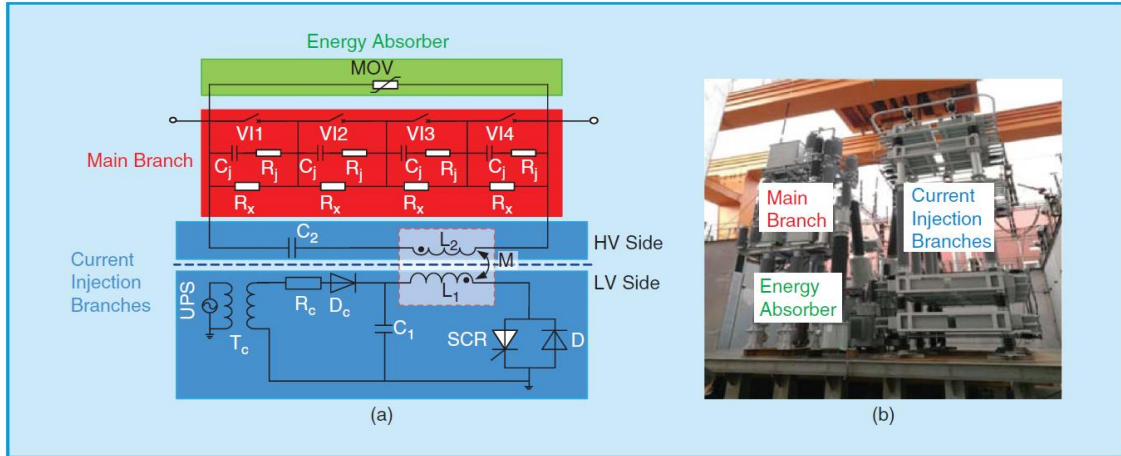 Energy Absorber
MOV
VI1 VI2 VI3 VI4
Main Branch
Cj Rj Cj Rj Cj Rj Cj Rj
Rx Rx Rx Rx
C2 L2 HV Side
M
Current
Injection
Branches
LV Side
L1
UPS
Rc Dc
C1
SCR D
Tc
(a)
Main
Branch
Current
Injection
Branches
Energy
Absorber
(b)